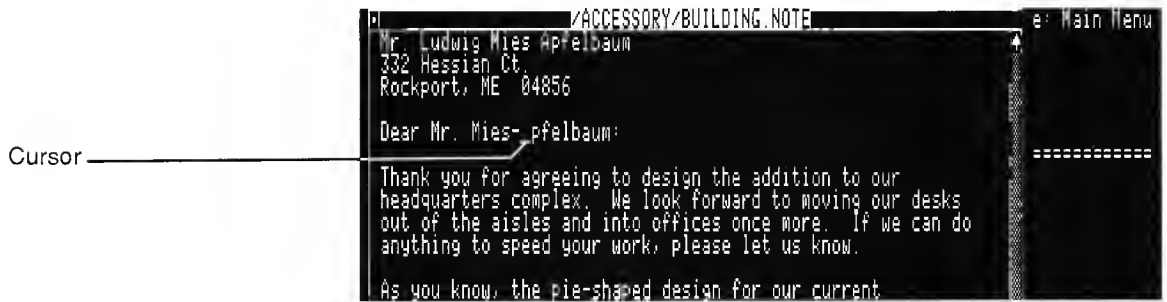 /ACCESSORY/BUILDING.NOTE
e: Main Menu
Mr. Ludwig Mies Apfelbaum
332 Hessian Ct.
Rockport, ME 04856
Dear Mr. Mies-_pfelbaum:
Cursor
============
Thank you for agreeing to design the addition to our
headquarters complex. We look forward to moving our desks
out of the aisles and into offices once more. If we can do
anything to speed your work, please let us know.
As you know, the pie-shaped design for our current